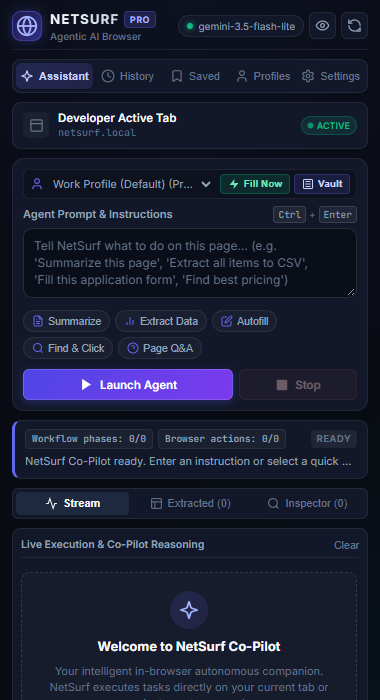 NETSURF PRO
Agentic AI Browser
gemini-3.5-flash-lite
Assistant
History
Saved
Profiles
Settings
Developer Active Tab
netsurf.local
ACTIVE
Work Profile (Default) (Pr...
Fill Now
Vault
Agent Prompt & Instructions
Ctrl + Enter
Tell NetSurf what to do on this page... (e.g.
'Summarize this page', 'Extract all items to CSV',
'Fill this application form', 'Find best pricing')
Summarize
Extract Data
Autofill
Find & Click
Page Q&A
Launch Agent
Stop
Workflow phases: 0/0
Browser actions: 0/0
READY
NetSurf Co-Pilot ready. Enter an instruction or select a quick ...
Stream
Extracted (0)
Inspector (0)
Live Execution & Co-Pilot Reasoning
Clear
Welcome to NetSurf Co-Pilot
Your intelligent in-browser autonomous companion.
NetSurf executes tasks directly on your current tab or